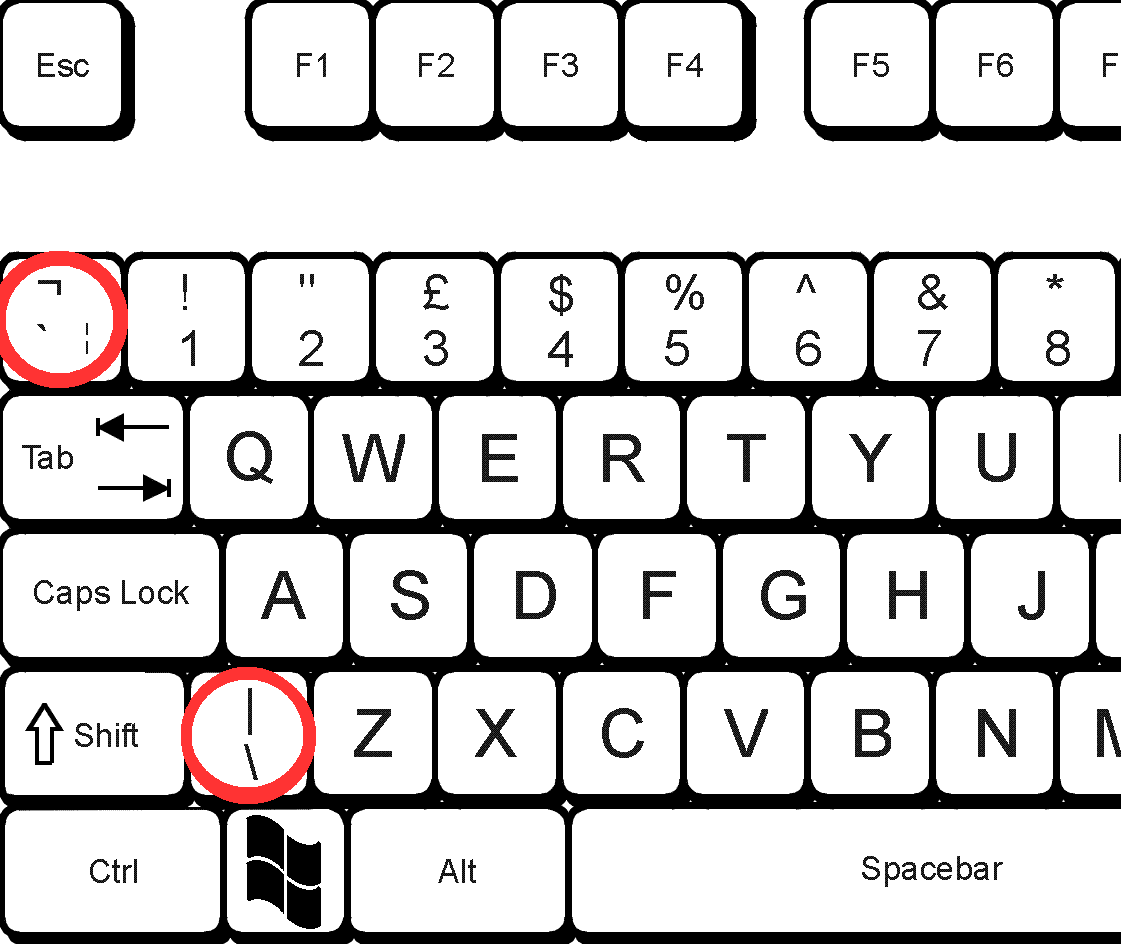 Esc F1 F2 F3 F4 F5 F6 F
¬ ! " £ $ % ^ & *
` ¦ 1 2 3 4 5 6 7 8
Tab Q W E R T Y U
Caps Lock A S D F G H J
Shift | \ Z X C V B N M
Ctrl Alt Spacebar